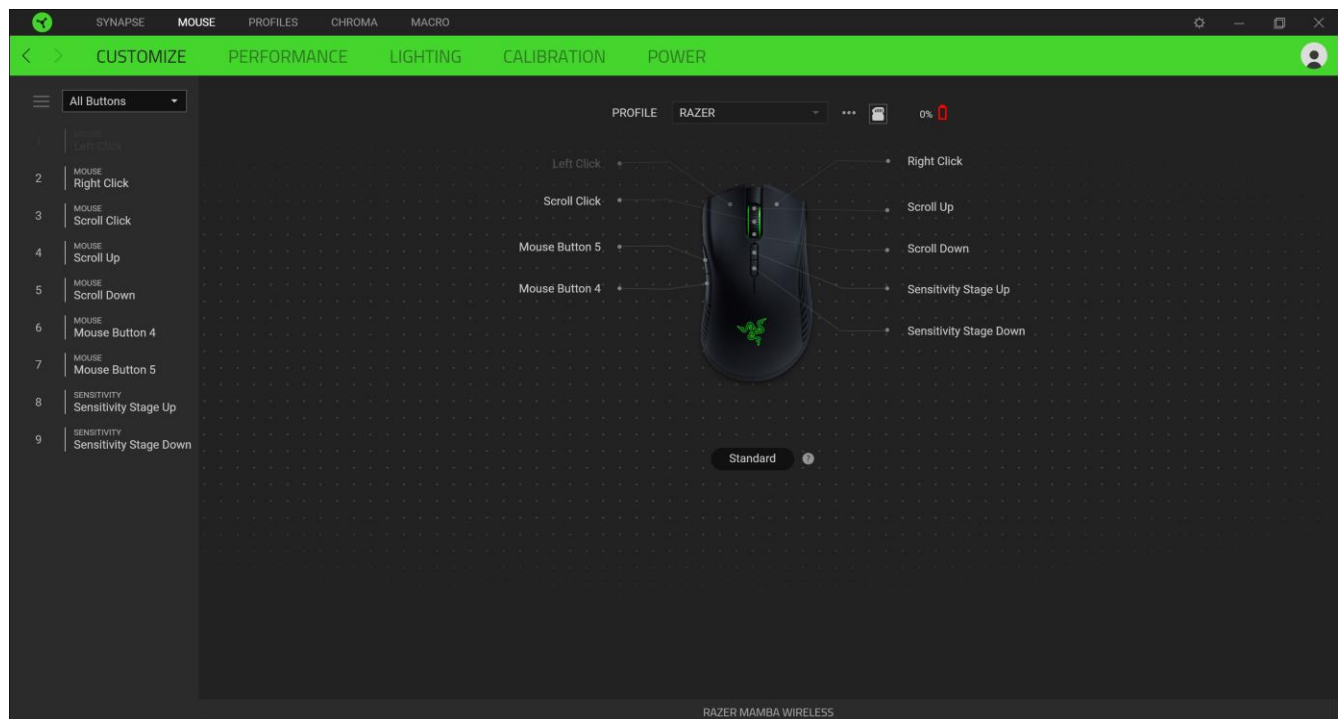 SYNAPSE MOUSE PROFILES CHROMA MACRO
CUSTOMIZE PERFORMANCE LIGHTING CALIBRATION POWER
All Buttons
1 MOUSE
Left Click
2 MOUSE
Right Click
3 MOUSE
Scroll Click
4 MOUSE
Scroll Up
5 MOUSE
Scroll Down
6 MOUSE
Mouse Button 4
7 MOUSE
Mouse Button 5
8 SENSITIVITY
Sensitivity Stage Up
9 SENSITIVITY
Sensitivity Stage Down
PROFILE RAZER 0%
Left Click
Scroll Click
Mouse Button 5
Mouse Button 4
Right Click
Scroll Up
Scroll Down
Sensitivity Stage Up
Sensitivity Stage Down
Standard ?
RAZER MAMBA WIRELESS